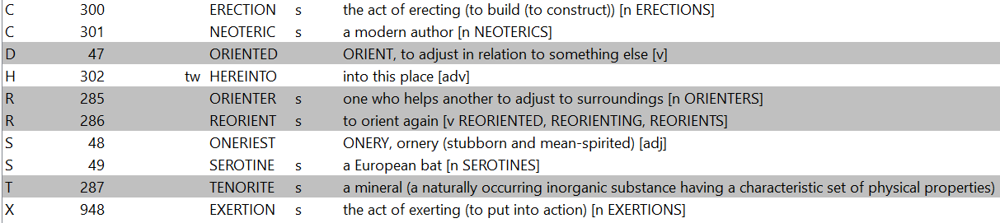 C 300 ERECTION s the act of erecting (to build (to construct)) [n ERECTIONS]
C 301 NEOTERIC s a modern author [n NEOTERICS]
D 47 ORIENTED ORIENT, to adjust in relation to something else [v]
H 302 tw HEREINTO into this place [adv]
R 285 ORIENTER s one who helps another to adjust to surroundings [n ORIENTERS]
R 286 REORIENT s to orient again [v REORIENTED, REORIENTING, REORIENTS]
S 48 ONERIEST ONERY, ornery (stubborn and mean-spirited) [adj]
S 49 SEROTINE s a European bat [n SEROTINES]
T 287 TENORITE s a mineral (a naturally occurring inorganic substance having a characteristic set of physical properties)
X 948 EXERTION s the act of exerting (to put into action) [n EXERTIONS]